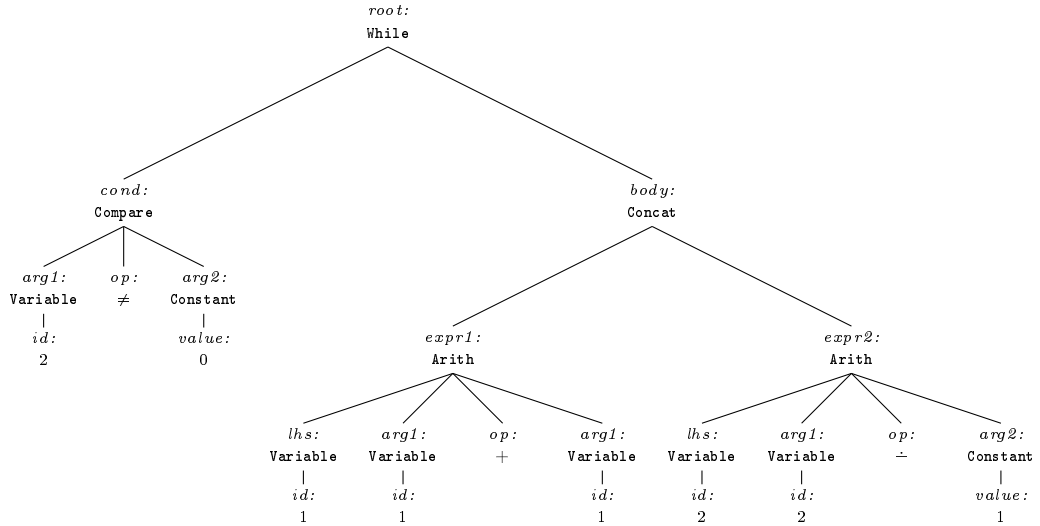 root:
While
cond: body:
Compare Concat
arg1: op: arg2:
Variable ≠ Constant
id: value:
2 0
expr1: expr2:
Arith Arith
lhs: arg1: op: arg1: lhs: arg1: op: arg2:
Variable Variable + Variable Variable Variable ∸ Constant
id: id: id: id: id: value:
1 1 1 2 2 1